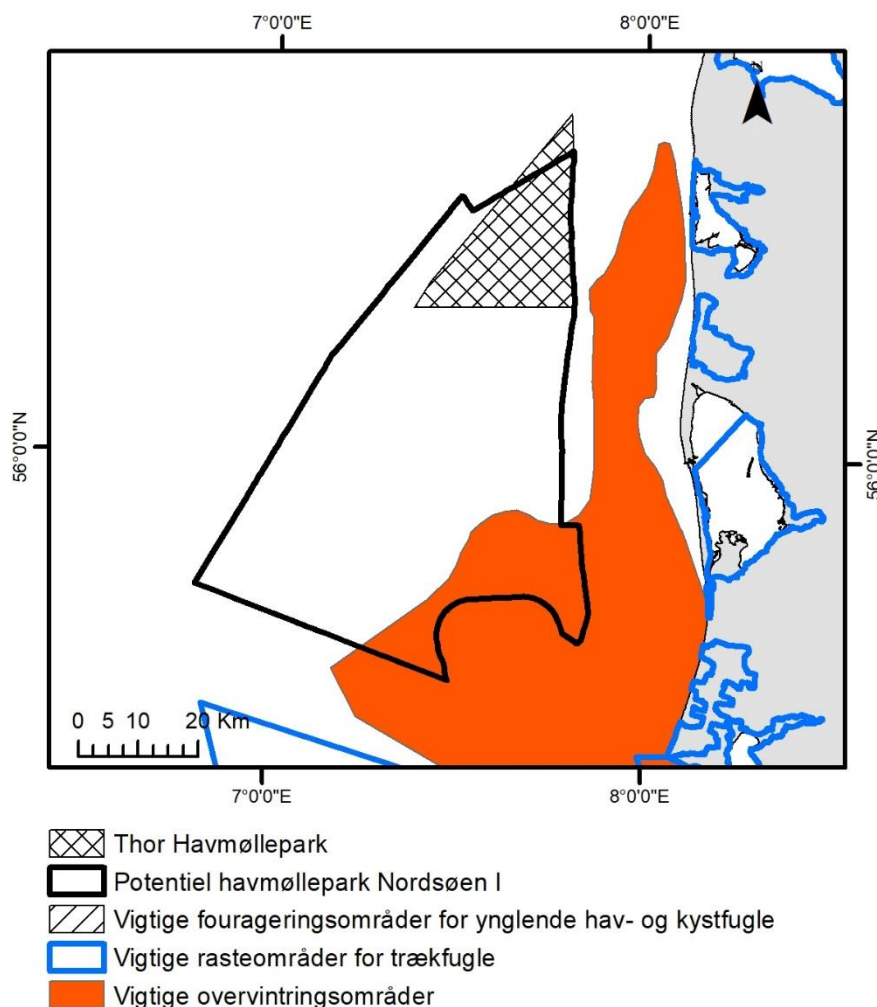 7°0'0"E
8°0'0"E
56°0'0"N
56°0'0"N
0 5 10 20 Km
7°0'0"E
8°0'0"E
Thor Havmøllepark
Potentiel havmøllepark Nordsøen I
Vigtige fourageringsområder for ynglende hav- og kystfugle
Vigtige rasteområder for trækfugle
Vigtige overvintringsområder